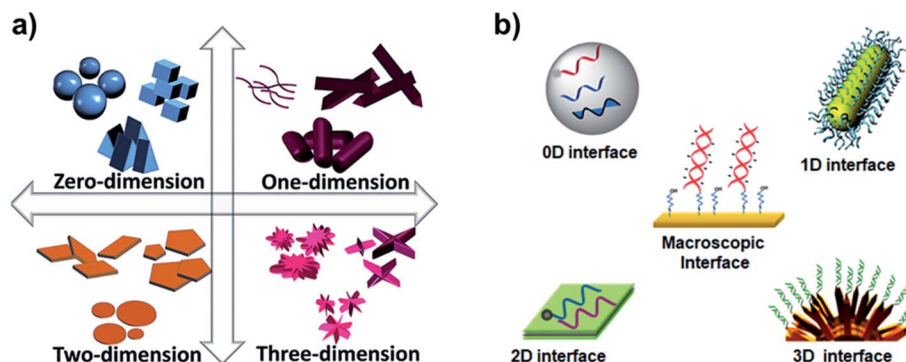 a)
Zero-dimension
One-dimension
Two-dimension
Three-dimension
b)
0D interface
1D interface
Macroscopic
Interface
2D interface
3D interface